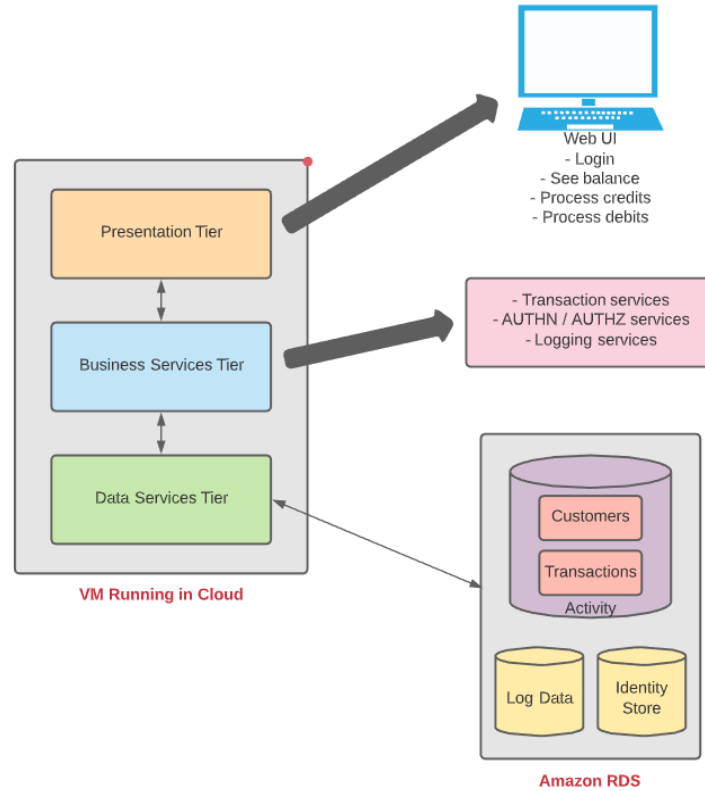 Web UI
- Login
- See balance
- Process credits
- Process debits
Presentation Tier
Business Services Tier
- Transaction services
- AUTHN / AUTHZ services
- Logging services
Data Services Tier
VM Running in Cloud
Customers
Transactions
Activity
Log Data
Identity
Store
Amazon RDS